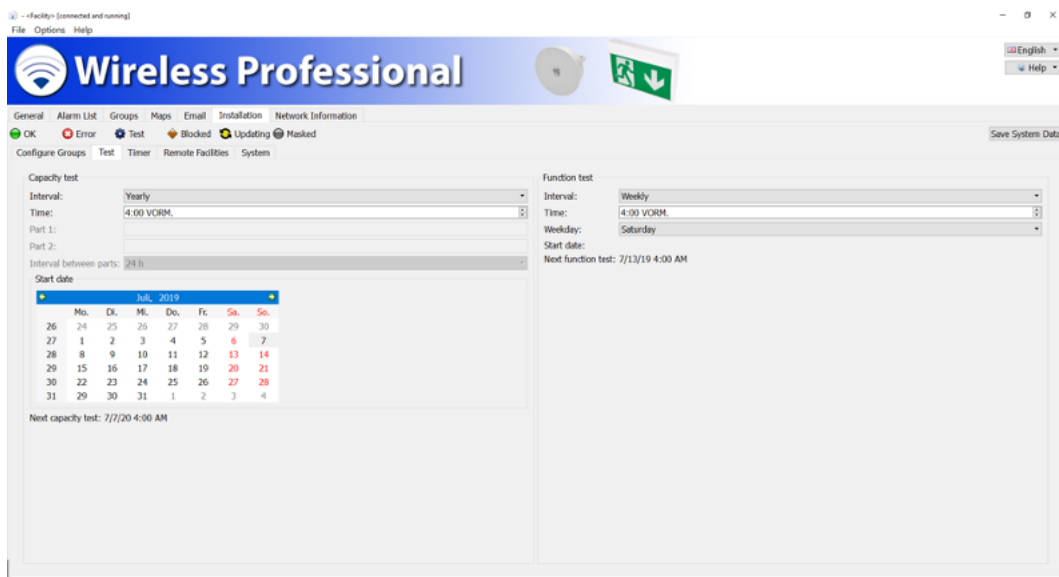 - <Facility> [connected and running]
File Options Help
Wireless Professional
English
Help
General Alarm List Groups Maps Email Installation Network Information
OK Error Test Blocked Updating Masked
Save System Data
Configure Groups Test Timer Remote Facilities System
Capacity test
Interval: Yearly
Time: 4:00 VORM.
Part 1:
Part 2:
Interval between parts: 24 h
Start date
Juli, 2019
Mo. Di. Mi. Do. Fr. Sa. So.
26 24 25 26 27 28 29 30
27 1 2 3 4 5 6 7
28 8 9 10 11 12 13 14
29 15 16 17 18 19 20 21
30 22 23 24 25 26 27 28
31 29 30 31 1 2 3 4
Next capacity test: 7/7/20 4:00 AM
Function test
Interval: Weekly
Time: 4:00 VORM.
Weekday: Saturday
Start date:
Next function test: 7/13/19 4:00 AM